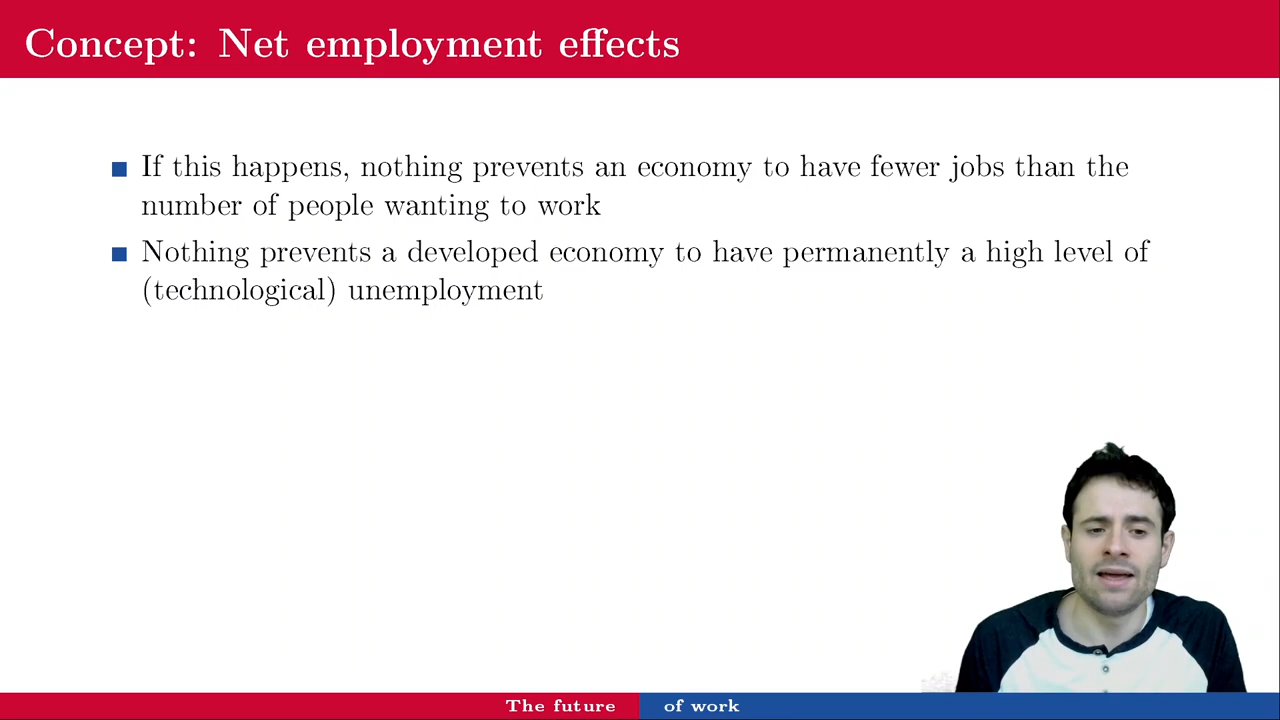 Concept: Net employment effects
If this happens, nothing prevents an economy to have fewer jobs than the
number of people wanting to work
Nothing prevents a developed economy to have permanently a high level of
(technological) unemployment
The future of work